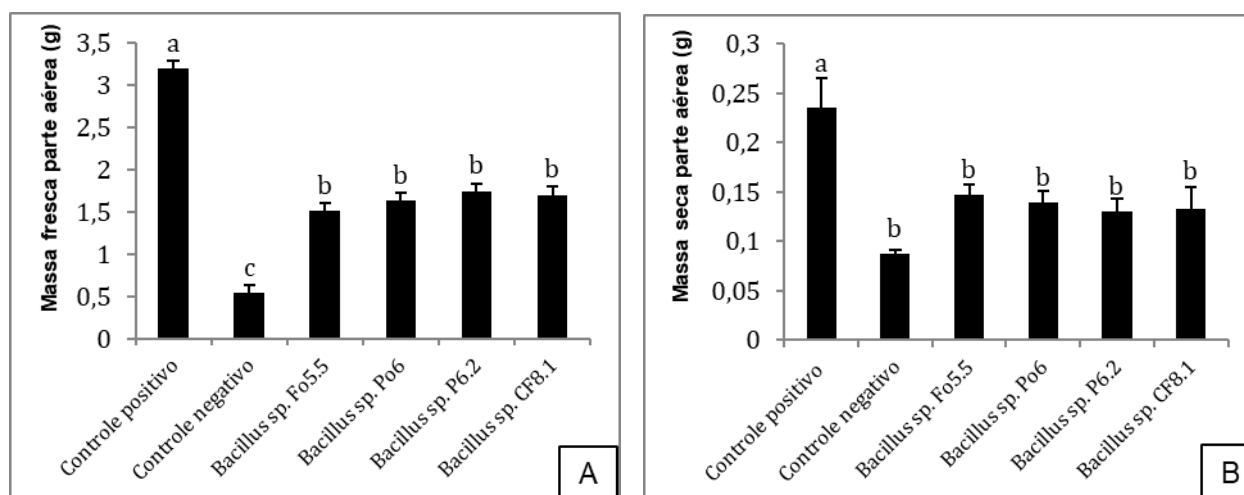 Massa fresca parte aérea (g)
3,5
3
2,5
2
1,5
1
0,5
0
a
c
b
b
b
b
Controle positivo
Controle negativo
Bacillus sp. Fo5.5
Bacillus sp. Po6
Bacillus sp. P6.2
Bacillus sp. CF8.1
A
Massa seca parte aérea (g)
0,3
0,25
0,2
0,15
0,1
0,05
0
a
b
b
b
b
b
Controle positivo
Controle negativo
Bacillus sp. Fo5.5
Bacillus sp. Po6
Bacillus sp. P6.2
Bacillus sp. CF8.1
B